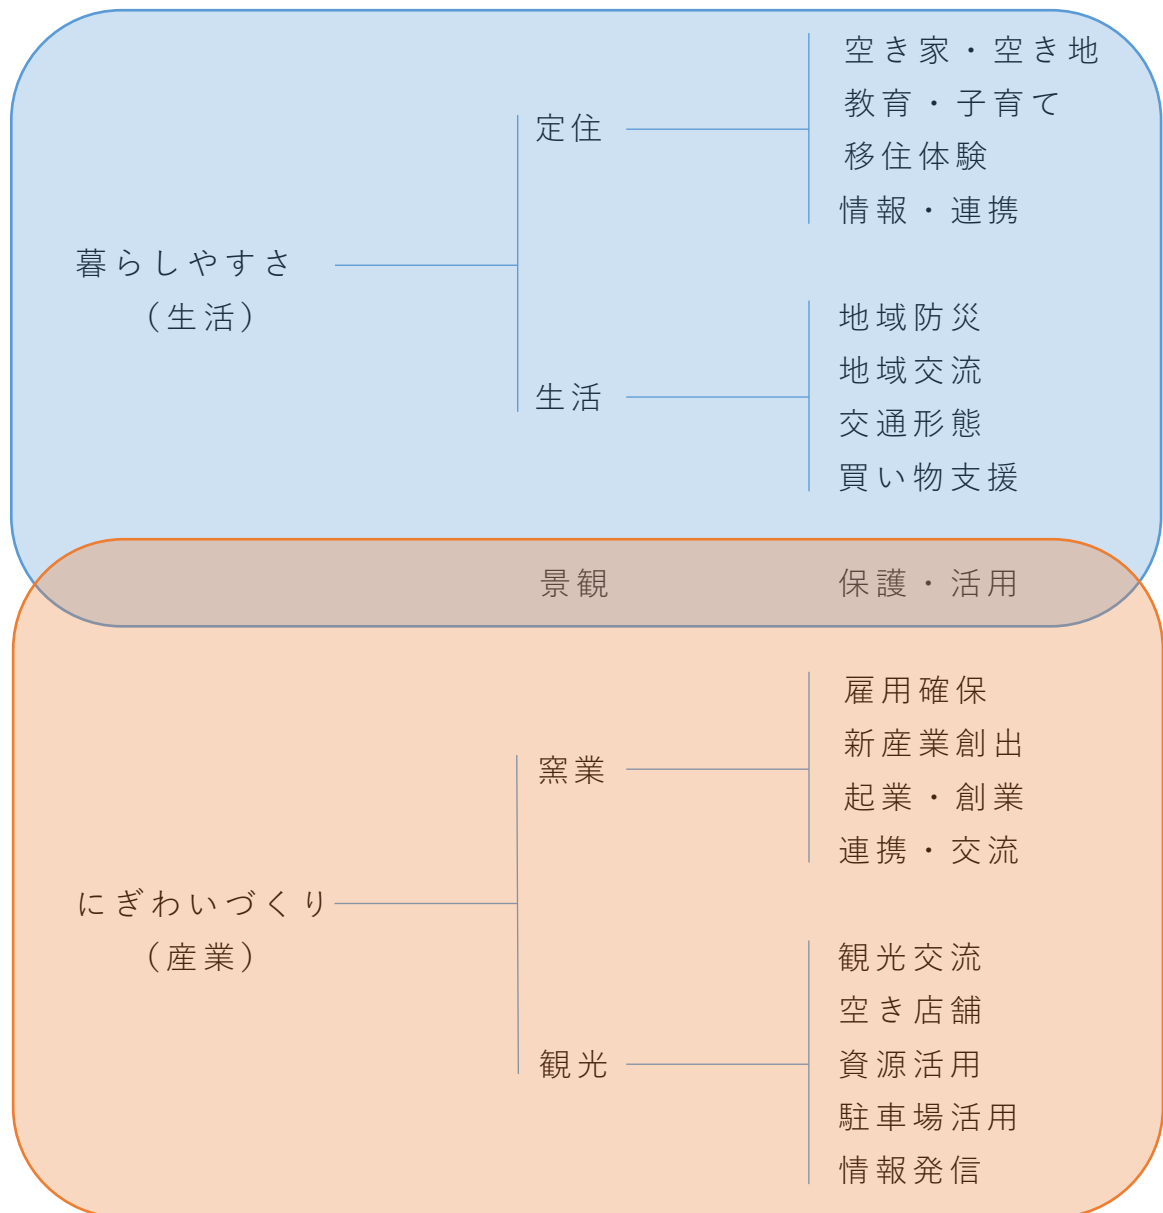 暮らしやすさ
（生活）
定住
空き家・空き地
教育・子育て
移住体験
情報・連携
生活
地域防災
地域交流
交通形態
買い物支援
景観
保護・活用
にぎわいづくり
（産業）
窯業
雇用確保
新産業創出
起業・創業
連携・交流
観光
観光交流
空き店舗
資源活用
駐車場活用
情報発信